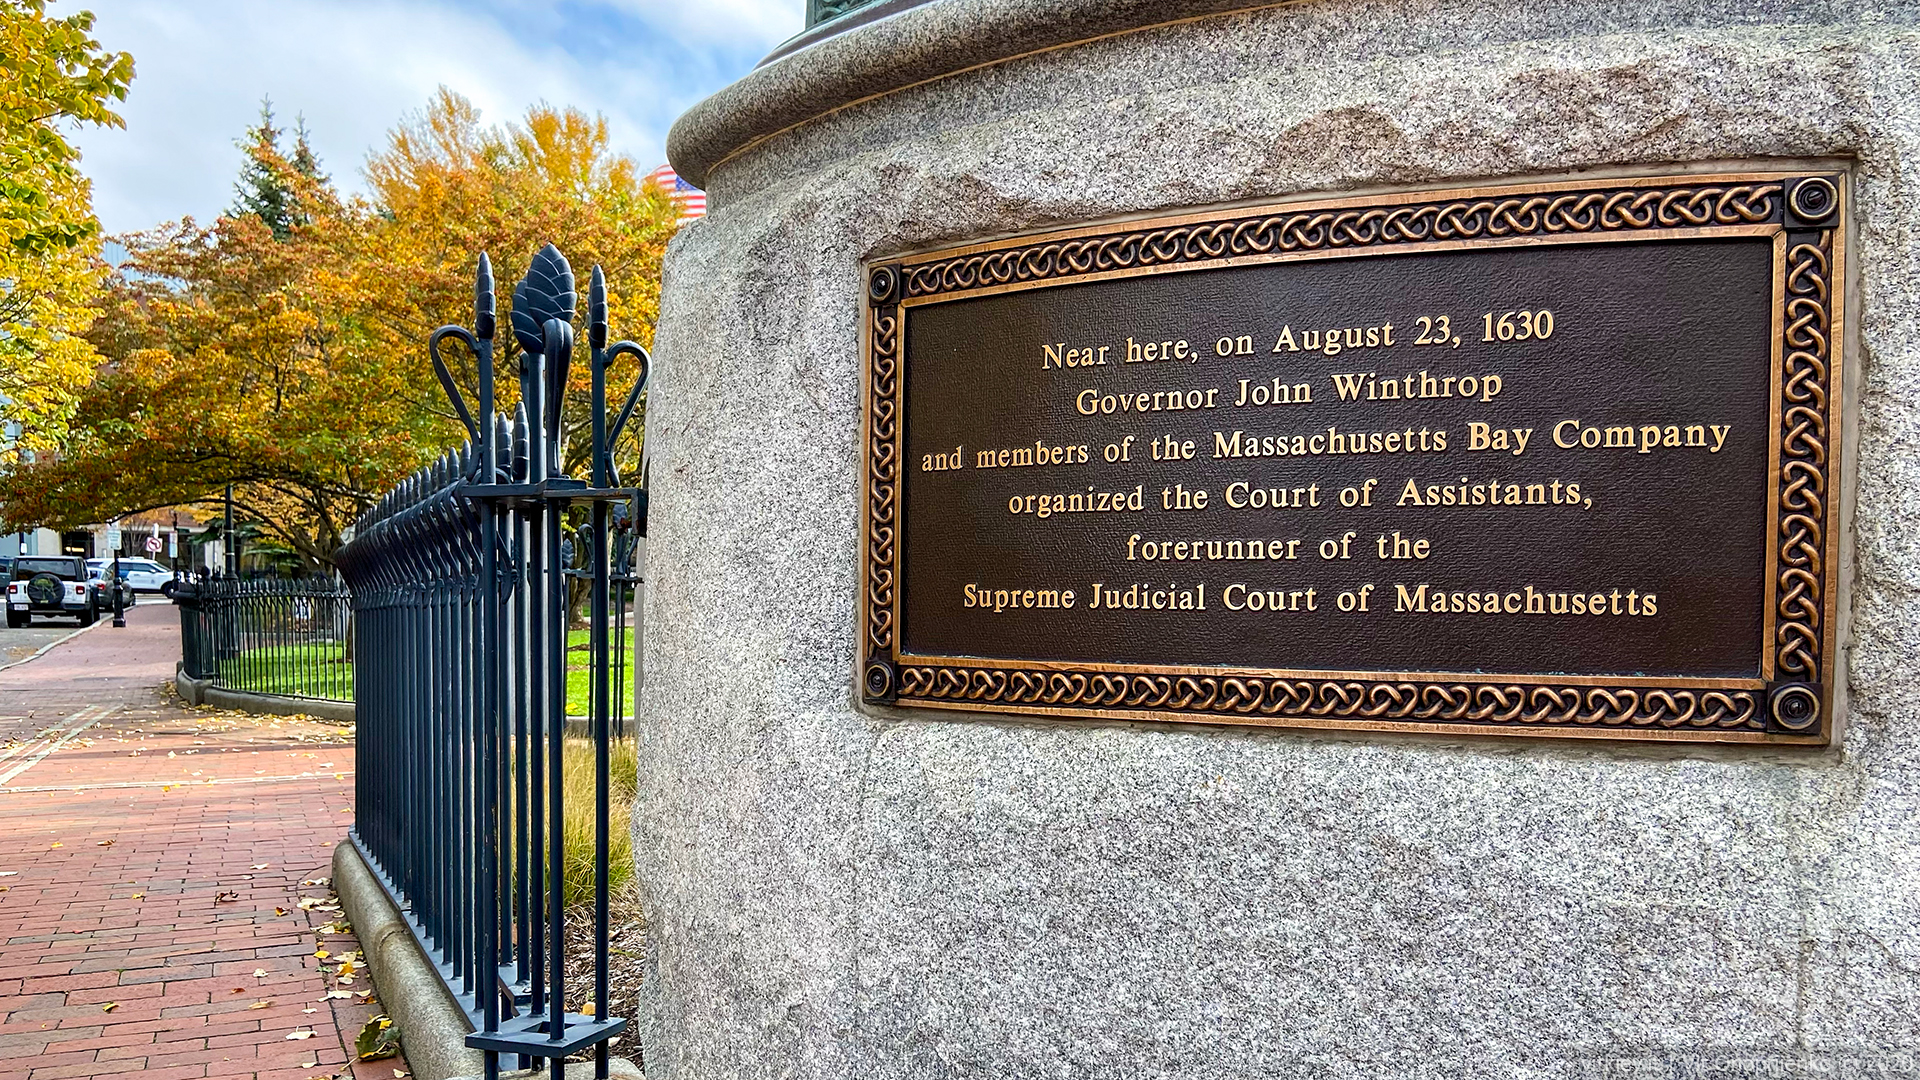 Near here, on August 23, 1630
Governor John Winthrop
and members of the Massachusetts Bay Company
organized the Court of Assistants,
forerunner of the
Supreme Judicial Court of Massachusetts